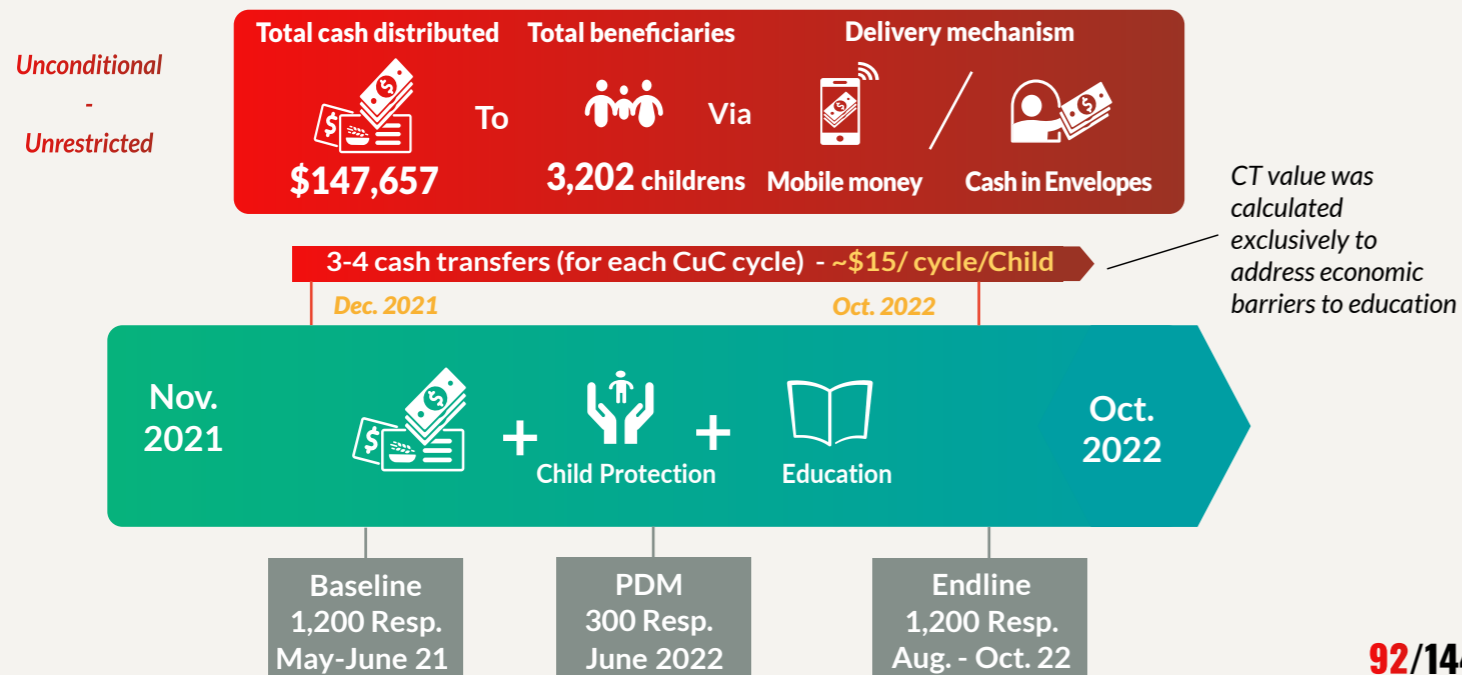 Unconditional
-
Unrestricted
Total cash distributed
Total beneficiaries
Delivery mechanism
To
Via
$147,657
3,202 childrens
Mobile money
Cash in Envelopes
CT value was
calculated
exclusively to
address economic
barriers to education
3-4 cash transfers (for each CuC cycle) - ~$15/ cycle/Child
Dec. 2021
Oct. 2022
Nov.
2021
+
Child Protection
+
Education
Oct.
2022
Baseline
1,200 Resp.
May-June 21
PDM
300 Resp.
June 2022
Endline
1,200 Resp.
Aug. - Oct. 22
92/144